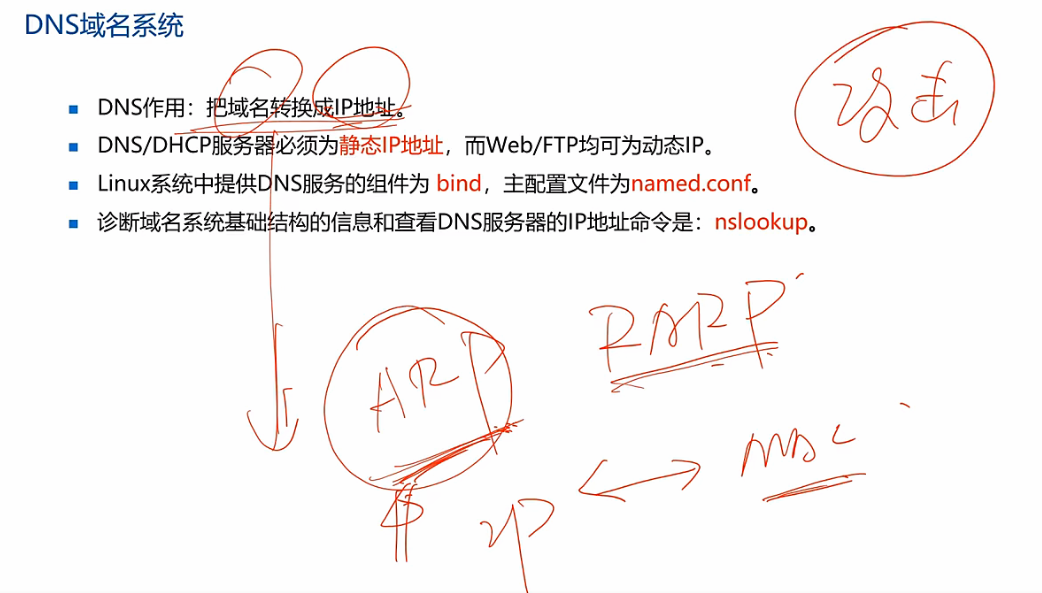 DNS域名系统
攻击
DNS作用：把域名转换成IP地址。
DNS/DHCP服务器必须为静态IP地址，而Web/FTP均可为动态IP。
Linux系统中提供DNS服务的组件为 bind，主配置文件为named.conf。
诊断域名系统基础结构的信息和查看DNS服务器的IP地址命令是：nslookup。
RARP
ARP
MAC
IP